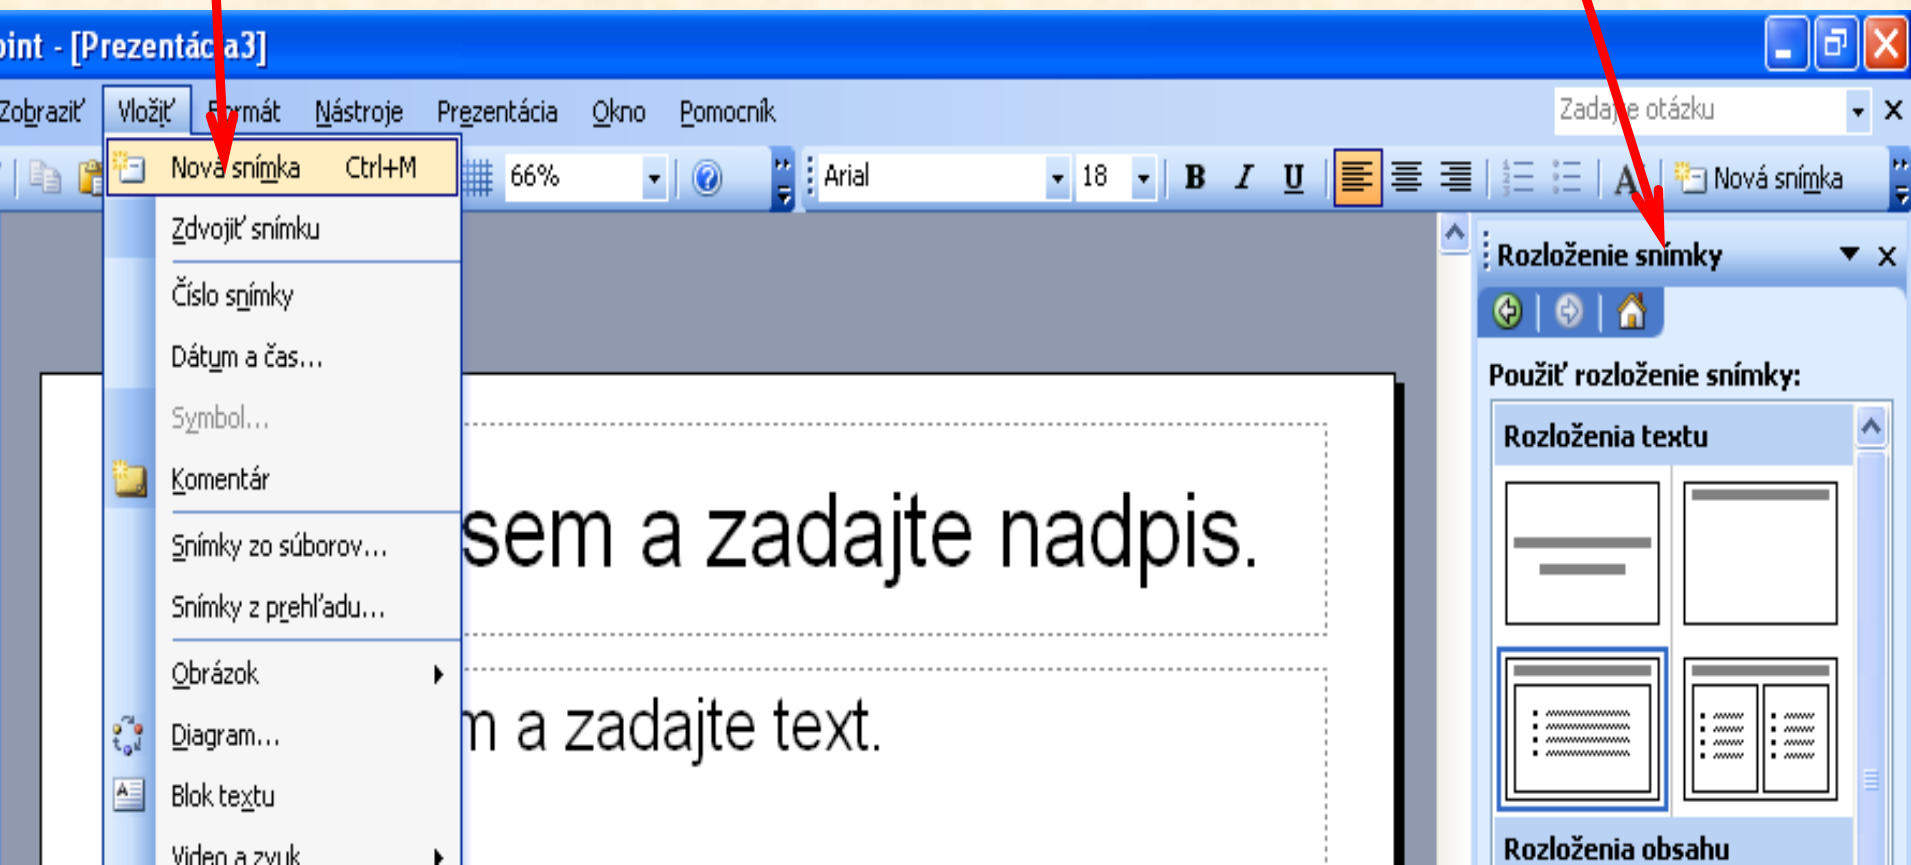 oint - [Prezentácia3]
Zobraziť Vložiť Formát Nástroje Prezentácia Okno Pomocník Zadajte otázku
66% Arial 18 B I U A Nová snímka
Nová snímka Ctrl+M
Zdvojiť snímku
Číslo snímky
Dátum a čas...
Symbol...
Komentár
Snímky zo súborov...
Snímky z prehľadu...
Obrázok
Diagram...
Blok textu
Video a zvuk
sem a zadajte nadpis.
m a zadajte text.
Rozloženie snímky
Použiť rozloženie snímky:
Rozloženia textu
Rozloženia obsahu